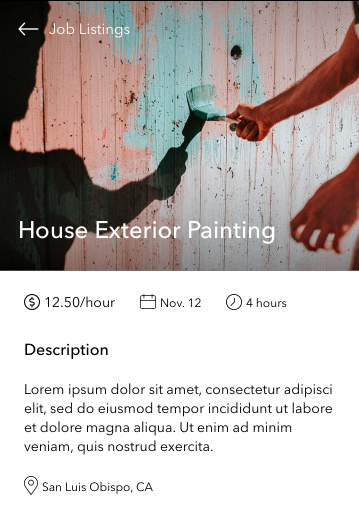 Job Listings
House Exterior Painting
12.50/hour Nov. 12 4 hours
Description
Lorem ipsum dolor sit amet, consectetur adipisci
elit, sed do eiusmod tempor incididunt ut labore
et dolore magna aliqua. Ut enim ad minim
veniam, quis nostrud exercita.
San Luis Obispo, CA